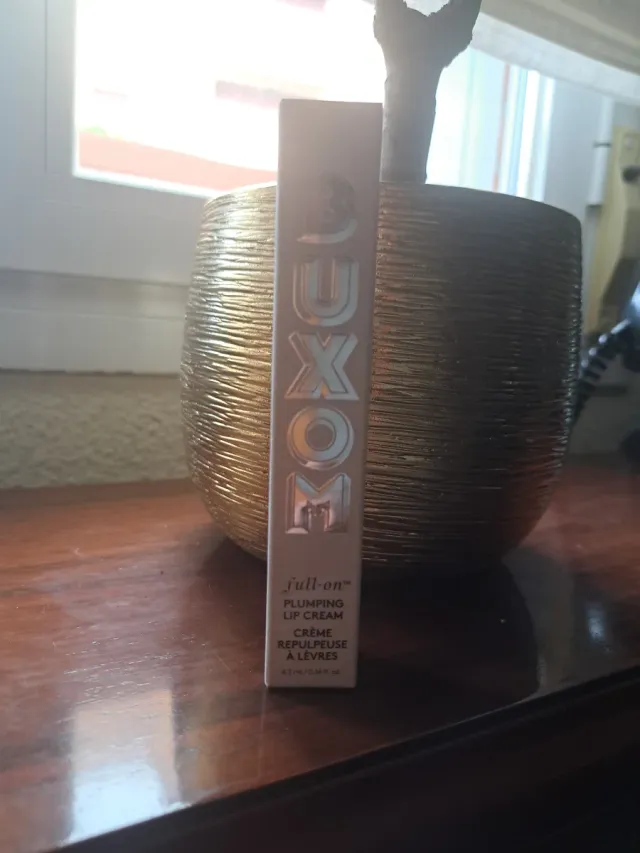 BUXOM
full-on™
PLUMPING
LIP CREAM
CRÈME
REPULPEUSE
À LÈVRES